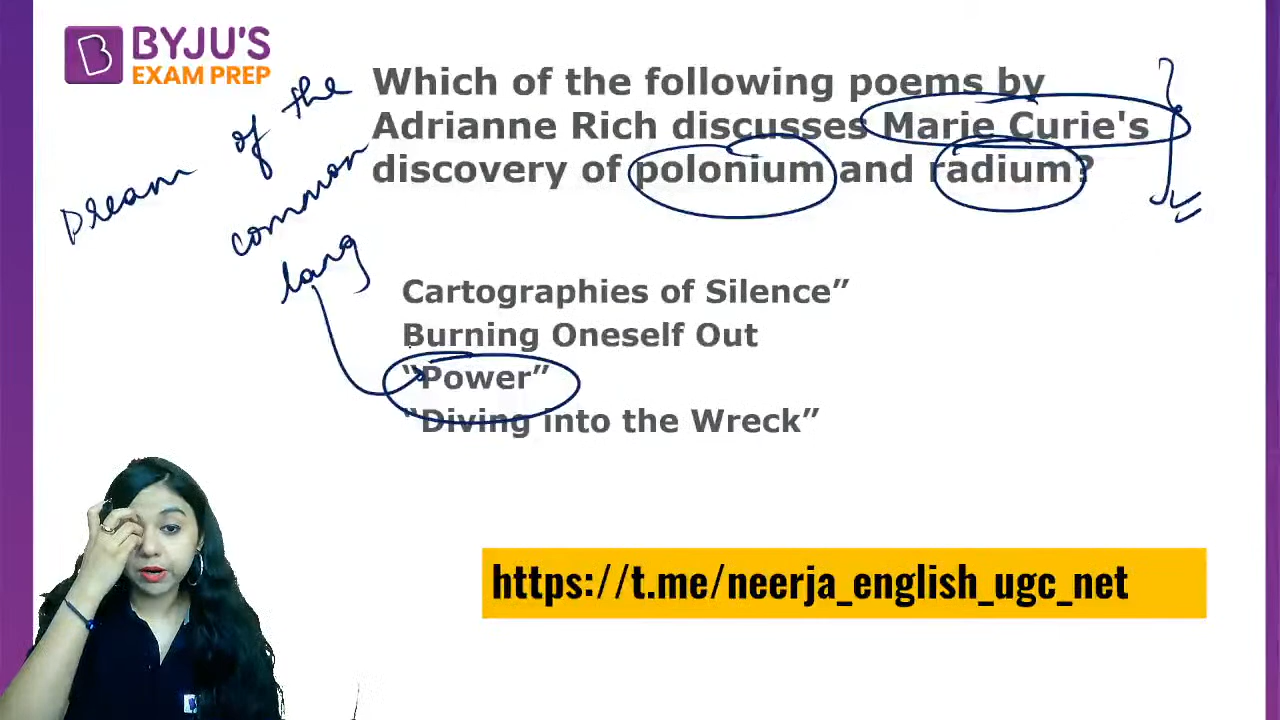 BYJU'S
EXAM PREP
Which of the following poems by
Adrianne Rich discusses Marie Curie's
discovery of polonium and radium?
Dream of the
common
lang
Cartographies of Silence”
Burning Oneself Out
“Power”
“Diving into the Wreck”
https://t.me/neerja_english_ugc_net